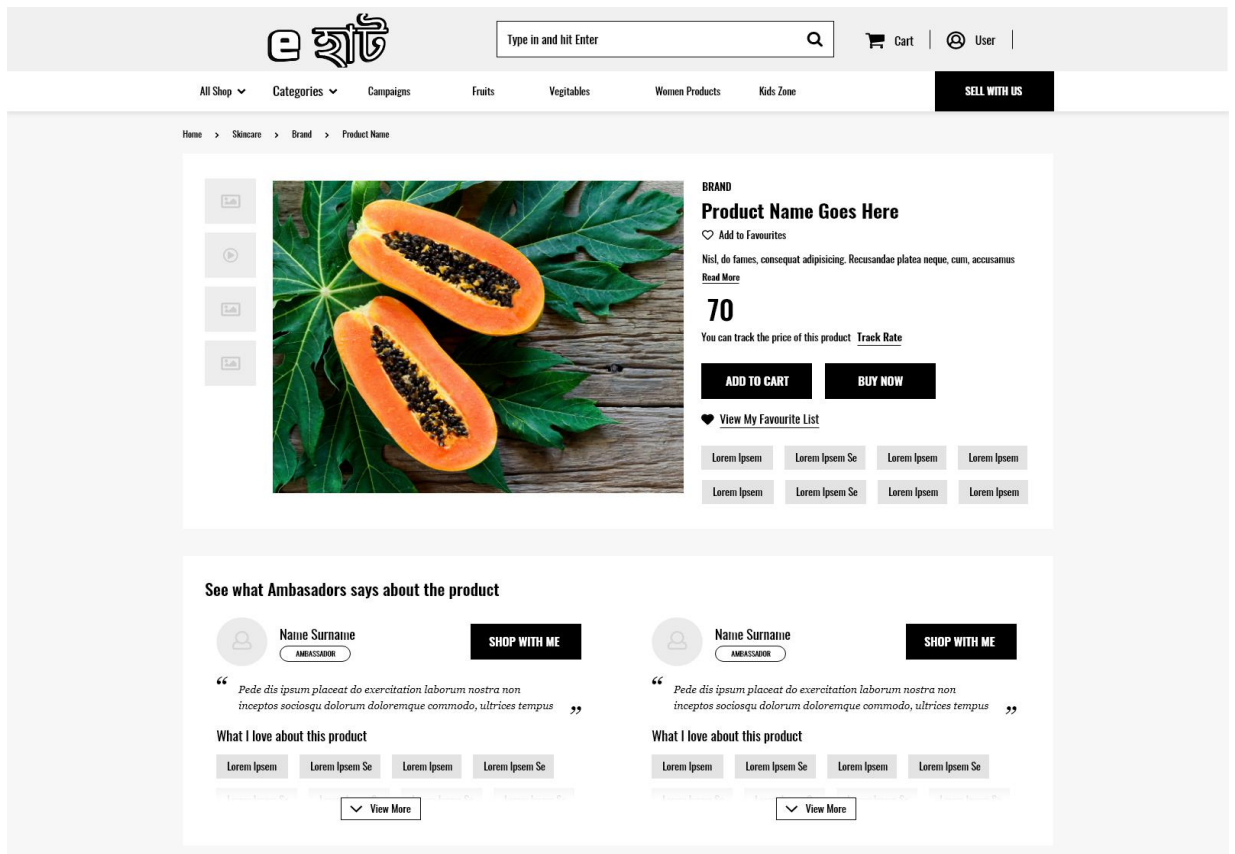 e হাট
Type in and hit Enter
Cart
User
All Shop
Categories
Campaigns
Fruits
Vegitables
Women Products
Kids Zone
SELL WITH US
Home > Skincare > Brand > Product Name
BRAND
Product Name Goes Here
Add to Favourites
Nisl, do fames, consequat adipisicing. Recusandae platea neque, cum, accusamus
Read More
70
You can track the price of this product Track Rate
ADD TO CART
BUY NOW
View My Favourite List
Lorem Ipsem Lorem Ipsem Se Lorem Ipsem Lorem Ipsem
Lorem Ipsem Lorem Ipsem Se Lorem Ipsem Lorem Ipsem
See what Ambasadors says about the product
Name Surname
AMBASSADOR
SHOP WITH ME
“ Pede dis ipsum placeat do exercitation laborum nostra non
inceptos sociosqu dolorum doloremque commodo, ultrices tempus ”
What I love about this product
Lorem Ipsem Lorem Ipsem Se Lorem Ipsem Lorem Ipsem Se
View More
Name Surname
AMBASSADOR
SHOP WITH ME
“ Pede dis ipsum placeat do exercitation laborum nostra non
inceptos sociosqu dolorum doloremque commodo, ultrices tempus ”
What I love about this product
Lorem Ipsem Lorem Ipsem Se Lorem Ipsem Lorem Ipsem Se
View More